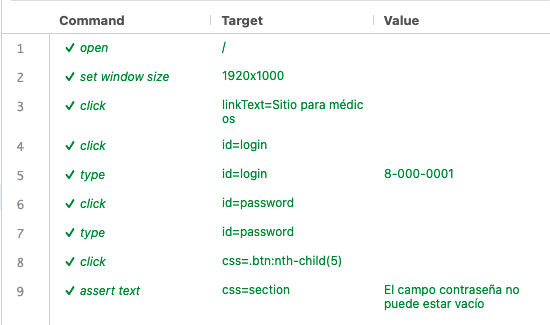 Command Target Value
1 ✓ open /
2 ✓ set window size 1920x1000
3 ✓ click linkText=Sitio para médic
os
4 ✓ click id=login
5 ✓ type id=login 8-000-0001
6 ✓ click id=password
7 ✓ type id=password
8 ✓ click css=.btn:nth-child(5)
9 ✓ assert text css=section El campo contraseña no
puede estar vacío